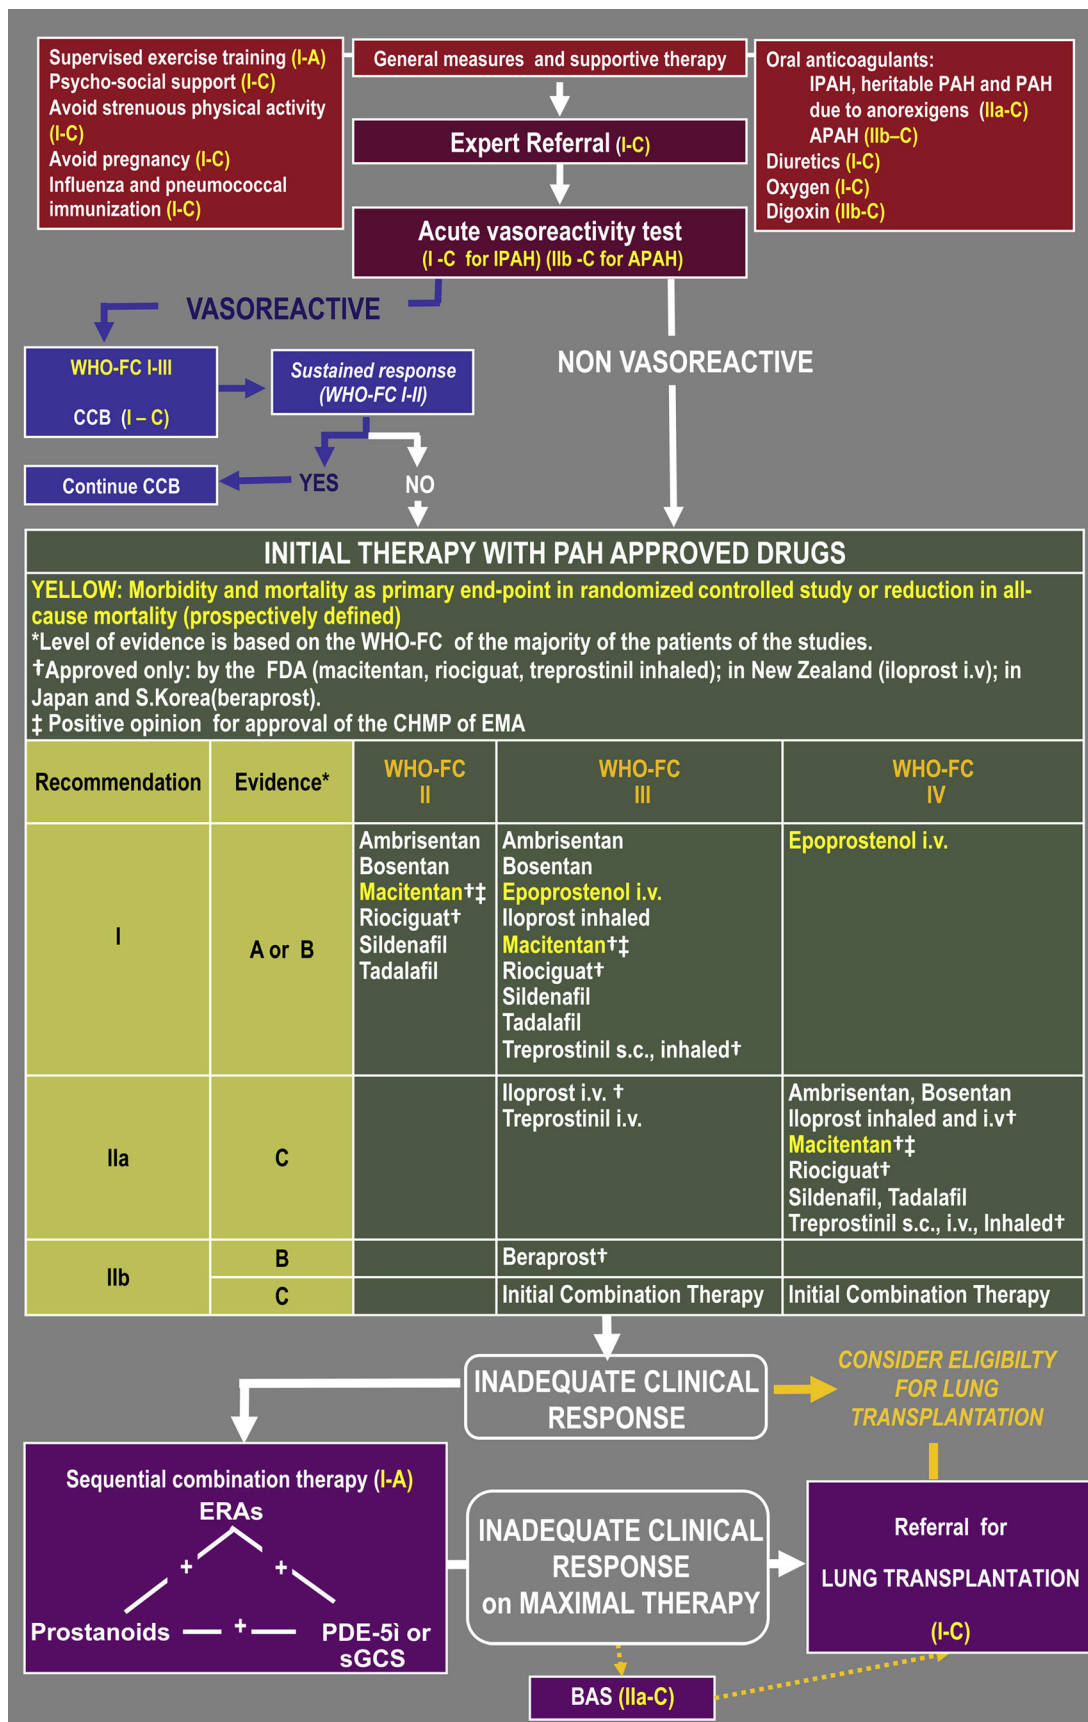 Supervised exercise training (I-A)
Psycho-social support (I-C)
Avoid strenuous physical activity
(I-C)
Avoid pregnancy (I-C)
Influenza and pneumococcal
immunization (I-C)
General measures and supportive therapy
Oral anticoagulants:
IPAH, heritable PAH and PAH
due to anorexigens (IIa-C)
APAH (IIb–C)
Diuretics (I-C)
Oxygen (I-C)
Digoxin (IIb-C)
Expert Referral (I-C)
Acute vasoreactivity test
(I -C for IPAH) (IIb -C for APAH)
VASOREACTIVE
NON VASOREACTIVE
WHO-FC I-III
CCB (I – C)
Sustained response
(WHO-FC I-II)
YES
NO
Continue CCB
INITIAL THERAPY WITH PAH APPROVED DRUGS
YELLOW: Morbidity and mortality as primary end-point in randomized controlled study or reduction in all-
cause mortality (prospectively defined)
*Level of evidence is based on the WHO-FC of the majority of the patients of the studies.
†Approved only: by the FDA (macitentan, riociguat, treprostinil inhaled); in New Zealand (iloprost i.v); in
Japan and S.Korea(beraprost).
‡ Positive opinion for approval of the CHMP of EMA
Recommendation
Evidence*
WHO-FC
II
WHO-FC
III
WHO-FC
IV
I
A or B
Ambrisentan
Bosentan
Macitentan†‡
Riociguat†
Sildenafil
Tadalafil
Ambrisentan
Bosentan
Epoprostenol i.v.
Iloprost inhaled
Macitentan†‡
Riociguat†
Sildenafil
Tadalafil
Treprostinil s.c., inhaled†
Epoprostenol i.v.
IIa
C
Iloprost i.v. †
Treprostinil i.v.
Ambrisentan, Bosentan
Iloprost inhaled and i.v†
Macitentan†‡
Riociguat†
Sildenafil, Tadalafil
Treprostinil s.c., i.v., Inhaled†
IIb
B
Beraprost†
C
Initial Combination Therapy
Initial Combination Therapy
INADEQUATE CLINICAL
RESPONSE
CONSIDER ELIGIBILTY
FOR LUNG
TRANSPLANTATION
Sequential combination therapy (I-A)
ERAs
+
+
Prostanoids
+
PDE-5ì or
sGCS
INADEQUATE CLINICAL
RESPONSE
on MAXIMAL THERAPY
Referral for
LUNG TRANSPLANTATION
(I-C)
BAS (IIa-C)